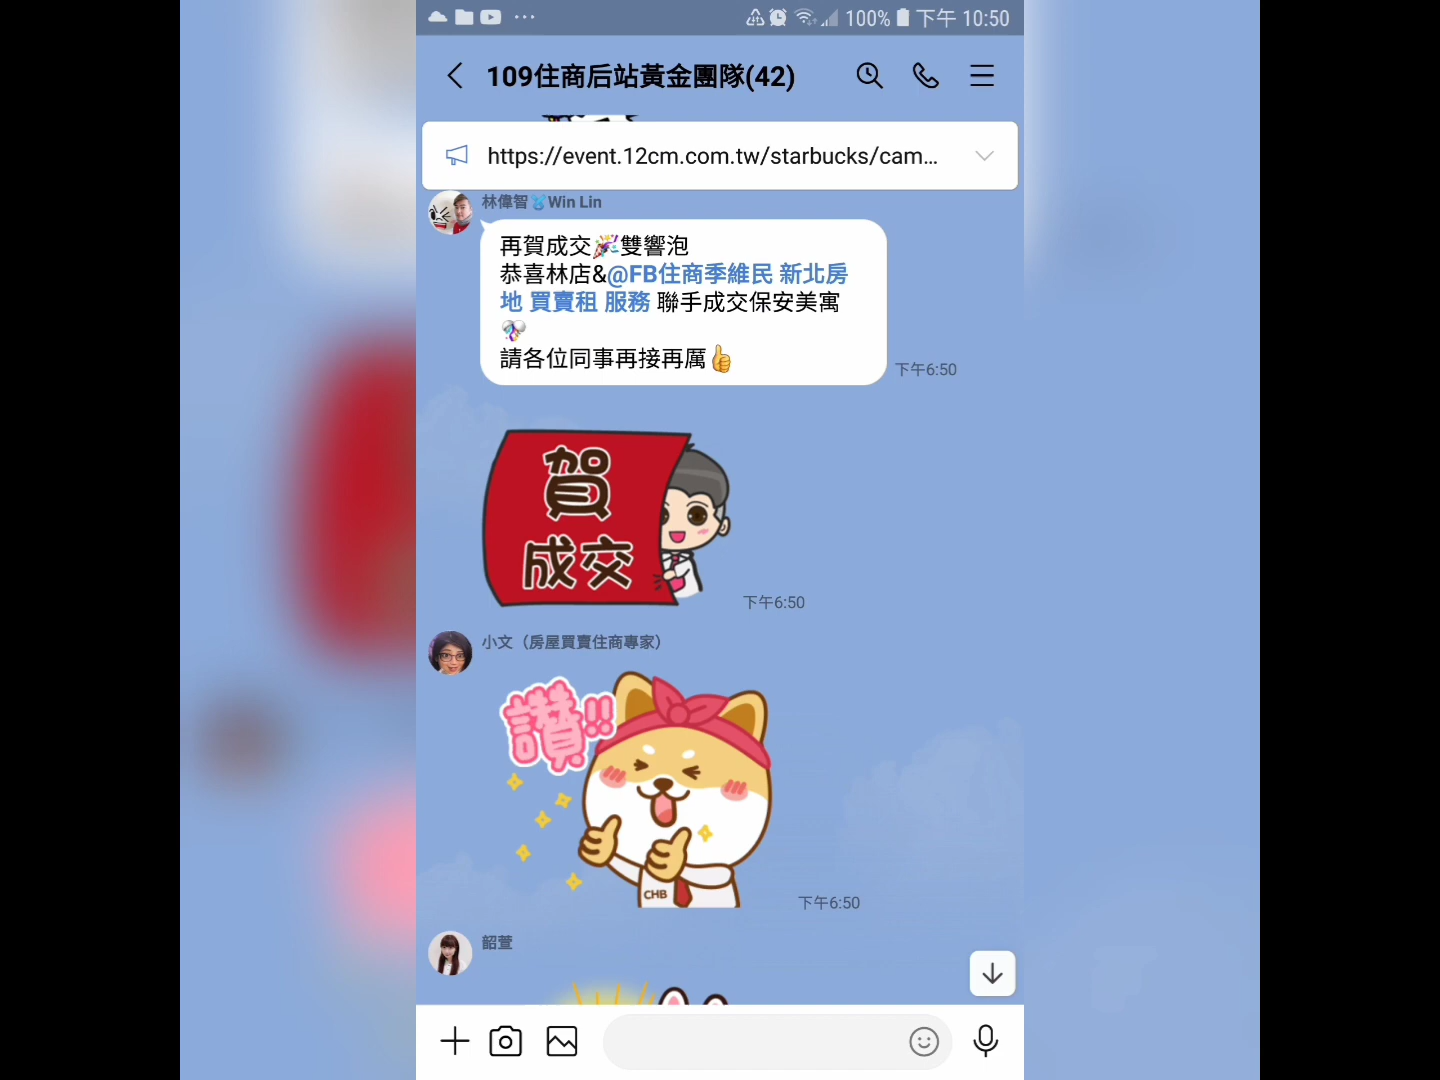 100% 下午 10:50
109住商后站黃金團隊(42)
https://event.12cm.com.tw/starbucks/cam...
林偉智Win Lin
再賀成交🎉雙響泡
恭喜林店&@FB住商季維民 新北房
地 買賣租 服務 聯手成交保安美寓
🎊
請各位同事再接再厲👍
下午6:50
賀
成交
下午6:50
小文（房屋買賣住商專家）
讚!!
CHB
下午6:50
韶萱